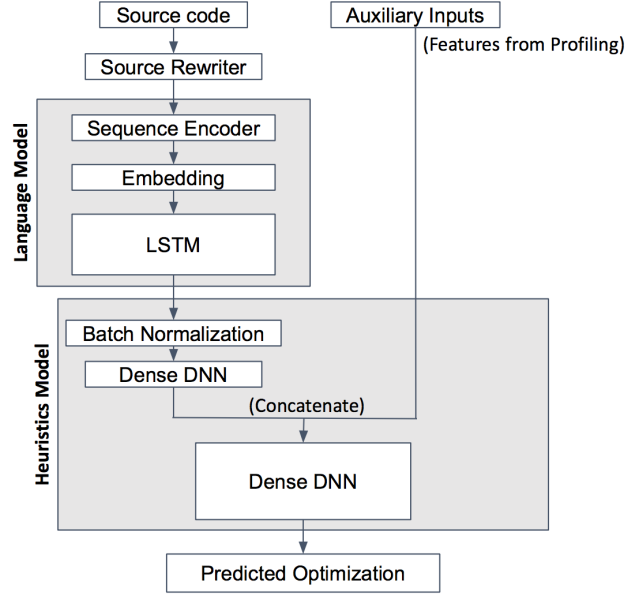 Source code
Auxiliary Inputs
(Features from Profiling)
Source Rewriter
Language Model
Sequence Encoder
Embedding
LSTM
Heuristics Model
Batch Normalization
Dense DNN
(Concatenate)
Dense DNN
Predicted Optimization